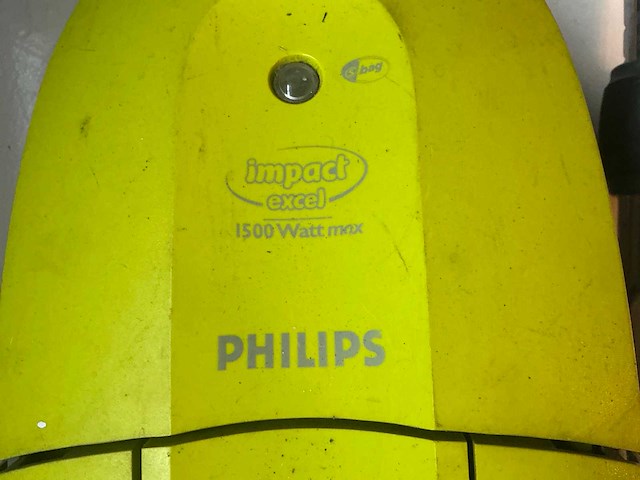 s-bag
impact
excel
1500 Watt max
PHILIPS